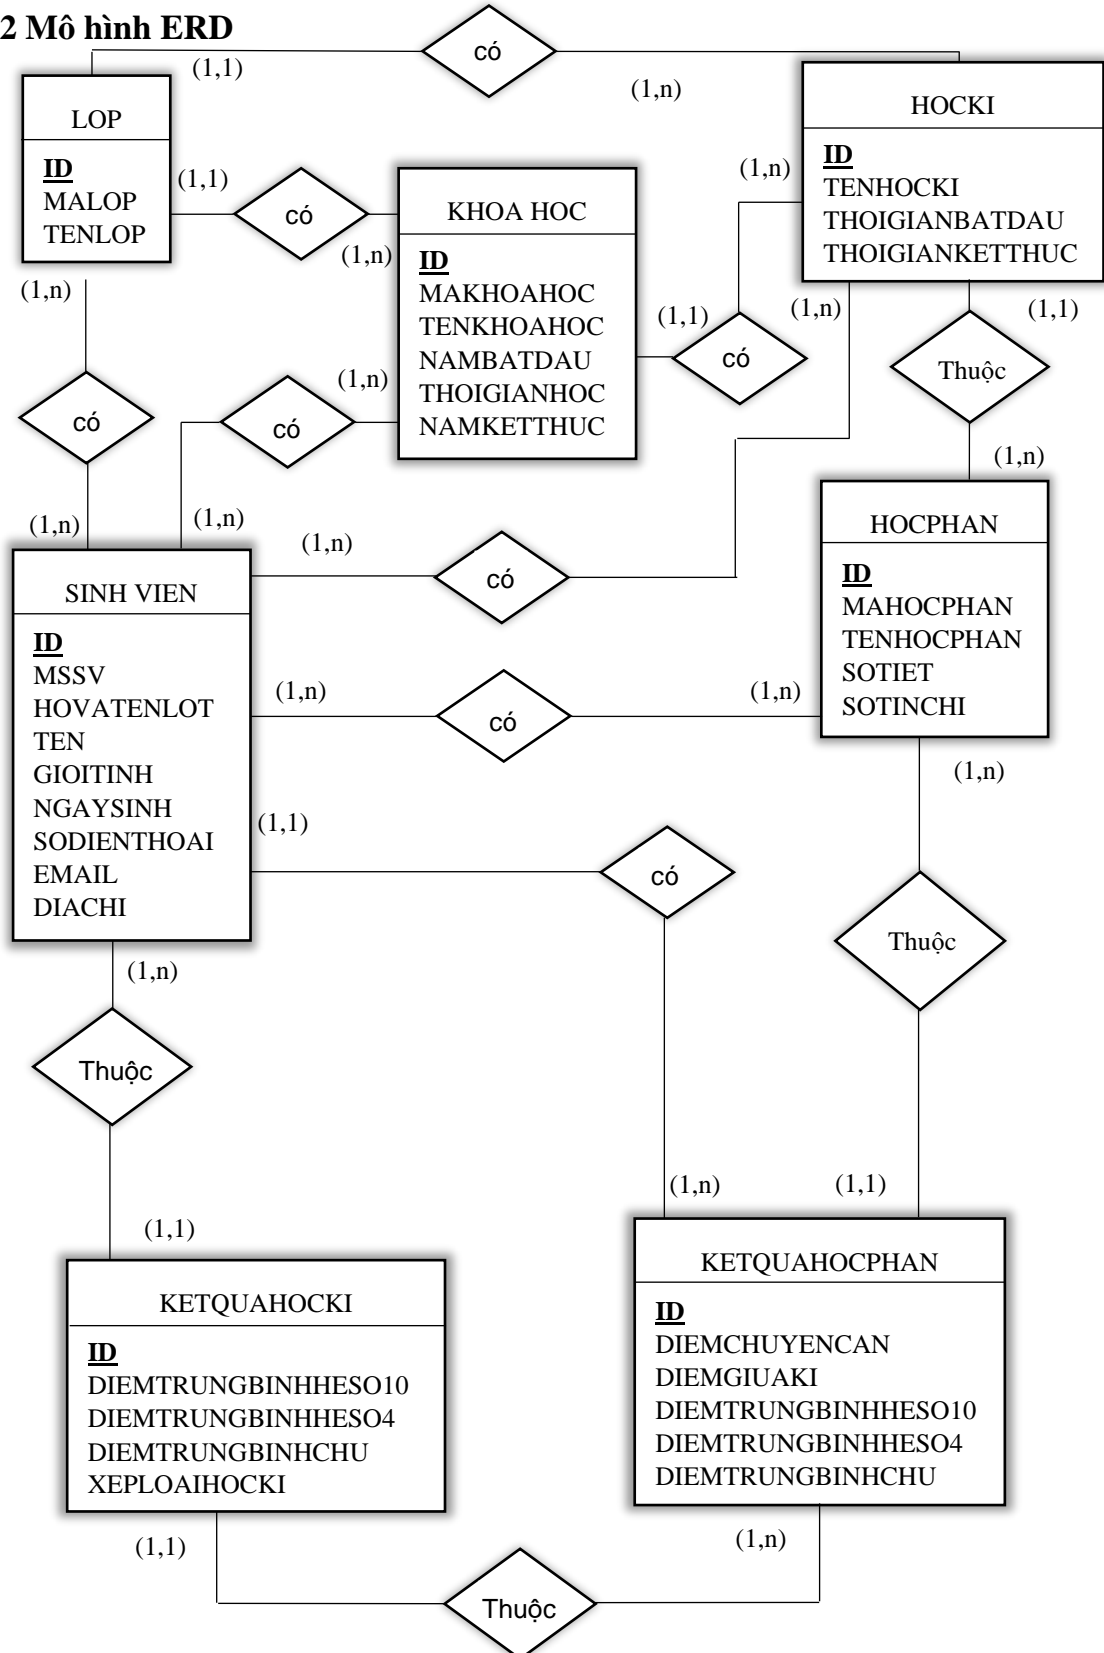 2 Mô hình ERD
có
(1,1)
(1,n)
LOP
ID
MALOP
TENLOP
HOCKI
ID
TENHOCKI
THOIGIANBATDAU
THOIGIANKETTHUC
(1,1)
có
(1,n)
KHOA HOC
ID
MAKHOAHOC
TENKHOAHOC
NAMBATDAU
THOIGIANHOC
NAMKETTHUC
(1,n)
(1,1)
có
(1,n)
(1,1)
Thuộc
(1,n)
(1,n)
có
(1,n)
(1,n)
có
(1,n)
(1,n)
có
SINH VIEN
ID
MSSV
HOVATENLOT
TEN
GIOITINH
NGAYSINH
SODIENTHOAI
EMAIL
DIACHI
HOCPHAN
ID
MAHOCPHAN
TENHOCPHAN
SOTIET
SOTINCHI
(1,n)
có
(1,n)
(1,n)
(1,1)
có
Thuộc
(1,n)
Thuộc
(1,n)
(1,1)
(1,1)
KETQUAHOCKI
ID
DIEMTRUNGBINHHESO10
DIEMTRUNGBINHHESO4
DIEMTRUNGBINHCHU
XEPLOAIHOCKI
KETQUAHOCPHAN
ID
DIEMCHUYENCAN
DIEMGIUAKI
DIEMTRUNGBINHHESO10
DIEMTRUNGBINHHESO4
DIEMTRUNGBINHCHU
(1,1)
(1,n)
Thuộc